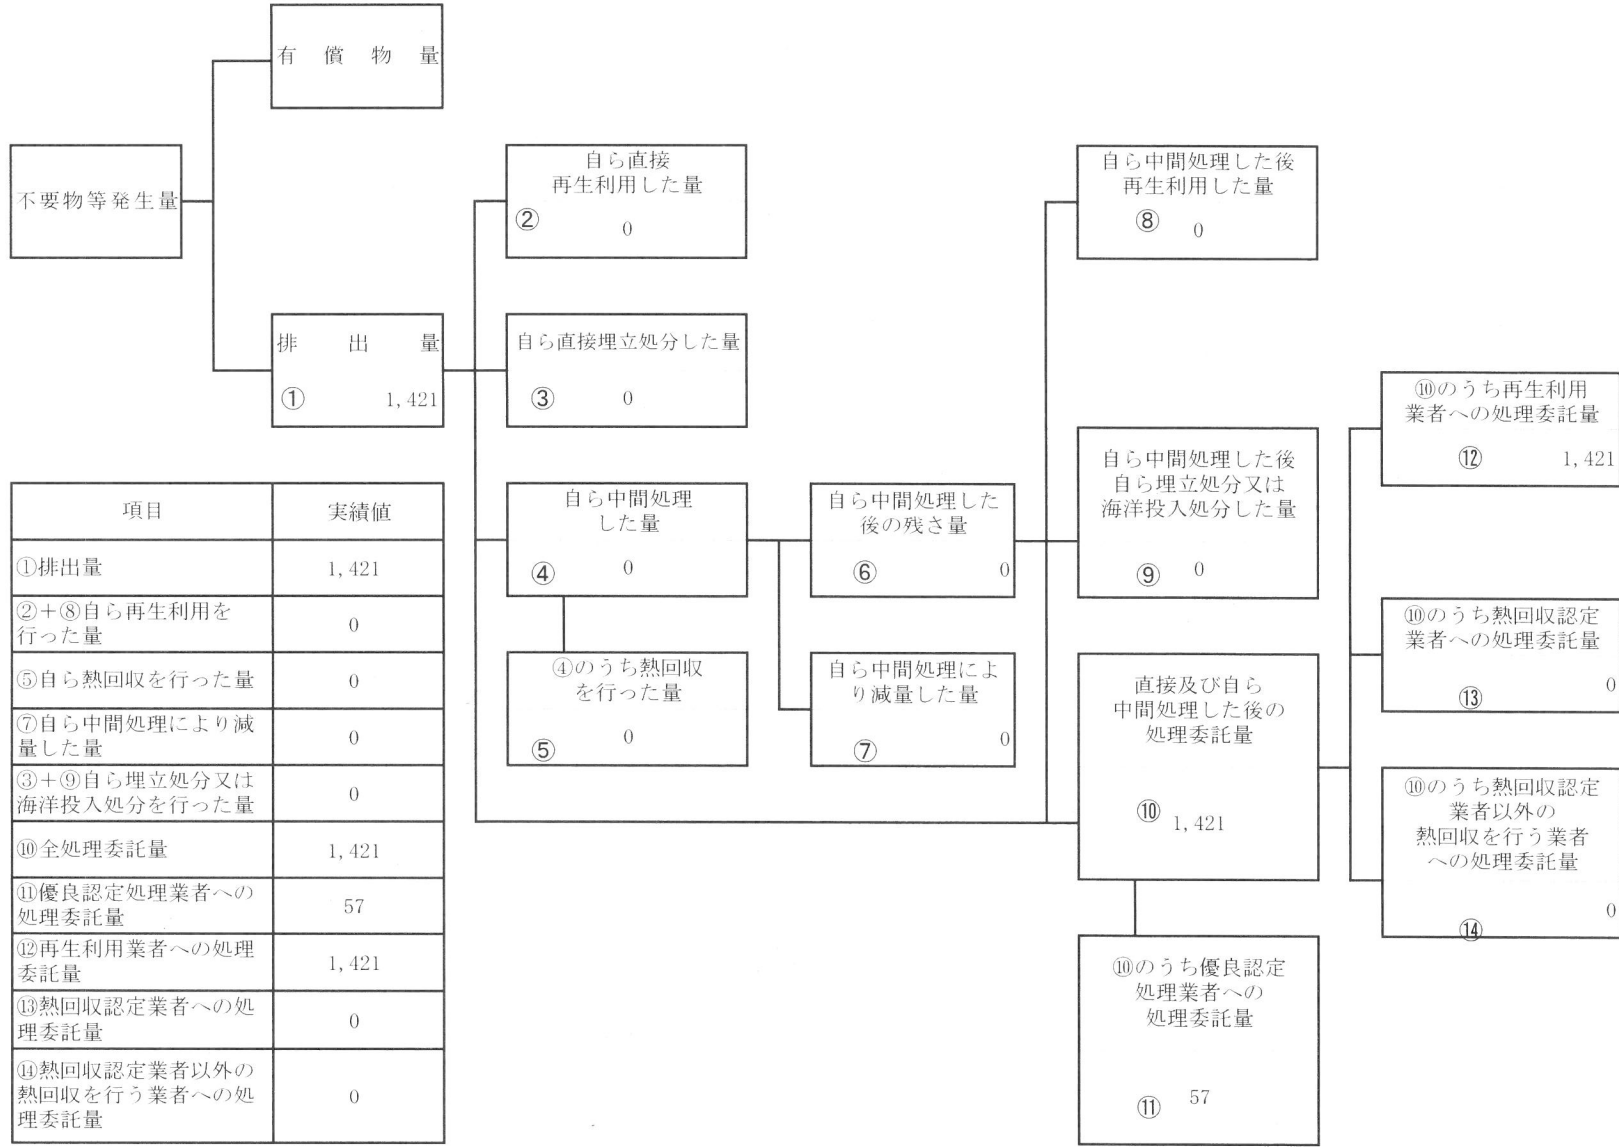 有償物量
不要物等発生量
排出量
① 1,421
自ら直接
再生利用した量
② 0
自ら直接埋立処分した量
③ 0
自ら中間処理
した量
④ 0
④のうち熱回収
を行った量
⑤ 0
自ら中間処理した
後の残さ量
⑥ 0
自ら中間処理によ
り減量した量
⑦ 0
自ら中間処理した後
再生利用した量
⑧ 0
自ら中間処理した後
自ら埋立処分又は
海洋投入処分した量
⑨ 0
直接及び自ら
中間処理した後の
処理委託量
⑩ 1,421
⑩のうち優良認定
処理業者への
処理委託量
⑪ 57
⑩のうち再生利用
業者への処理委託量
⑫ 1,421
⑩のうち熱回収認定
業者への処理委託量
⑬ 0
⑩のうち熱回収認定
業者以外の
熱回収を行う業者
への処理委託量
⑭ 0
項目 実績値
①排出量 1,421
②+⑧自ら再生利用を
行った量 0
⑤自ら熱回収を行った量 0
⑦自ら中間処理により減
量した量 0
③+⑨自ら埋立処分又は
海洋投入処分を行った量 0
⑩全処理委託量 1,421
⑪優良認定処理業者への
処理委託量 57
⑫再生利用業者への処理
委託量 1,421
⑬熱回収認定業者への処
理委託量 0
⑭熱回収認定業者以外の
熱回収を行う業者への処
理委託量 0